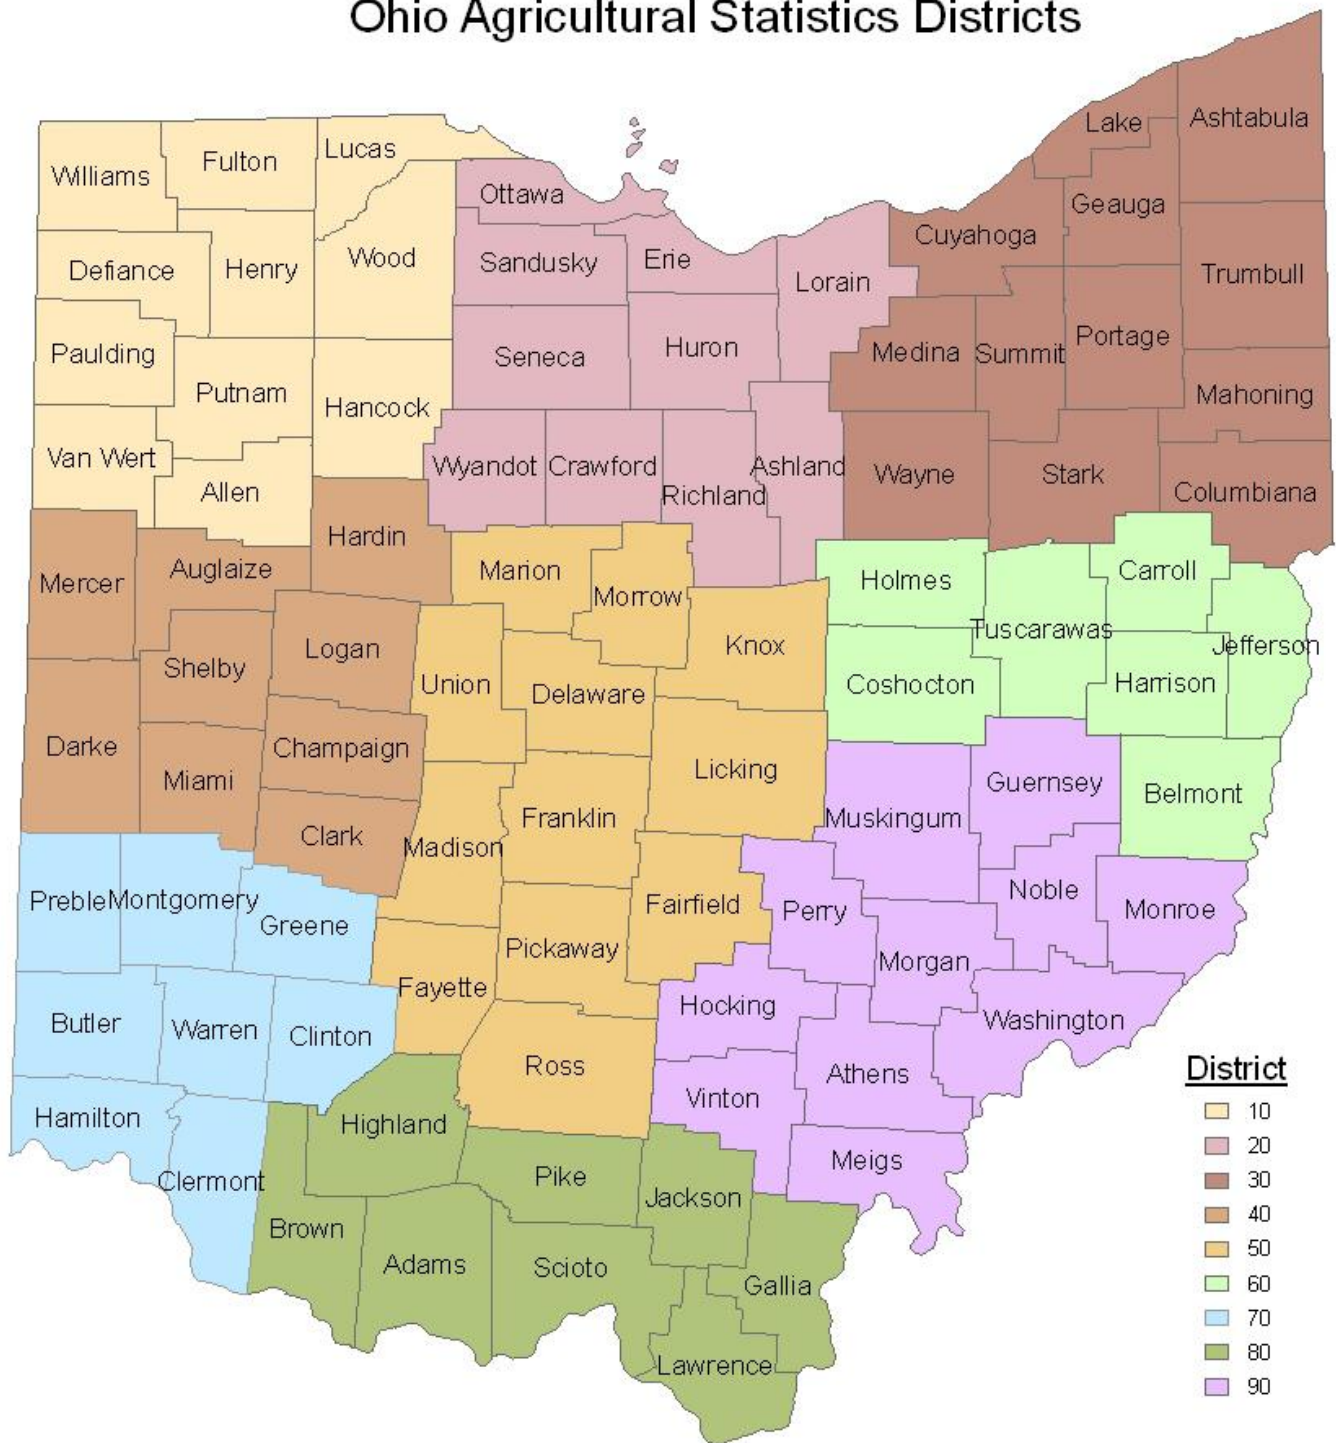 Ohio Agricultural Statistics Districts
Lake
Ashtabula
Williams
Fulton
Lucas
Ottawa
Geauga
Cuyahoga
Defiance
Henry
Wood
Sandusky
Erie
Lorain
Trumbull
Paulding
Putnam
Hancock
Seneca
Huron
Medina
Summit
Portage
Mahoning
Van Wert
Allen
Wyandot
Crawford
Richland
Ashland
Wayne
Stark
Columbiana
Mercer
Auglaize
Hardin
Marion
Morrow
Holmes
Carroll
Shelby
Logan
Union
Delaware
Knox
Coshocton
Tuscarawas
Harrison
Jefferson
Darke
Miami
Champaign
Clark
Madison
Franklin
Licking
Muskingum
Guernsey
Belmont
Preble
Montgomery
Greene
Fayette
Pickaway
Fairfield
Perry
Morgan
Noble
Monroe
Butler
Warren
Clinton
Ross
Hocking
Athens
Washington
Hamilton
Clermont
Highland
Pike
Vinton
Meigs
Brown
Adams
Scioto
Jackson
Gallia
Lawrence
District
10
20
30
40
50
60
70
80
90